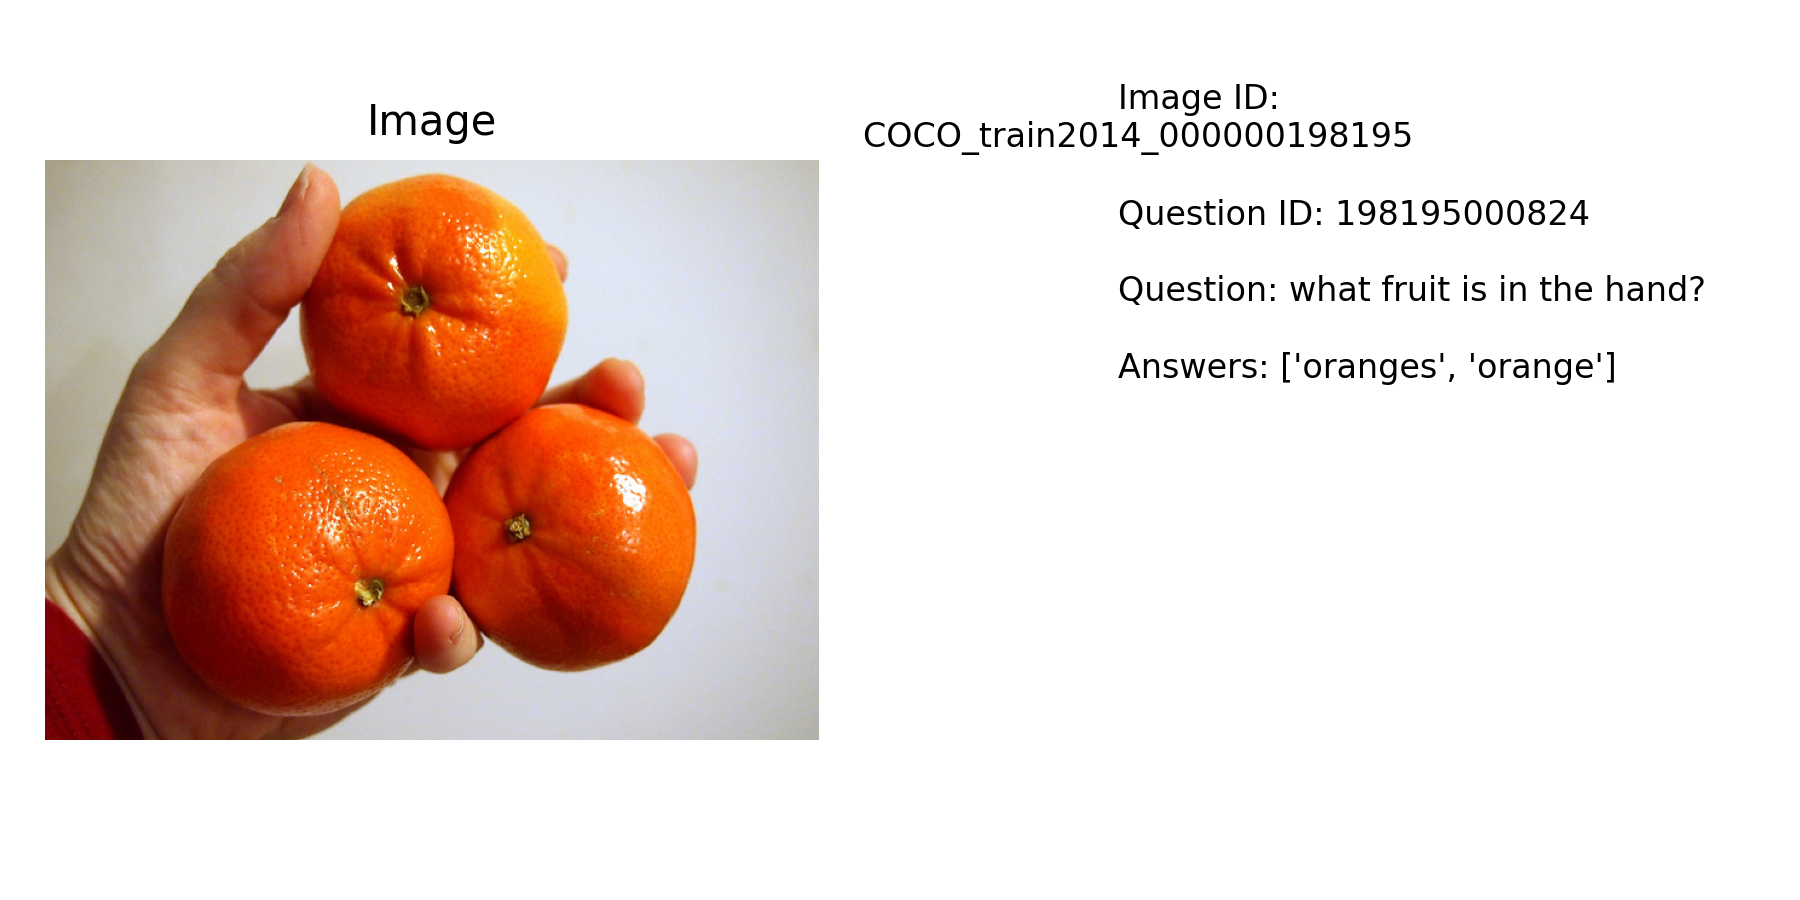 Image
Image ID:
COCO_train2014_000000198195
Question ID: 198195000824
Question: what fruit is in the hand?
Answers: ['oranges', 'orange']